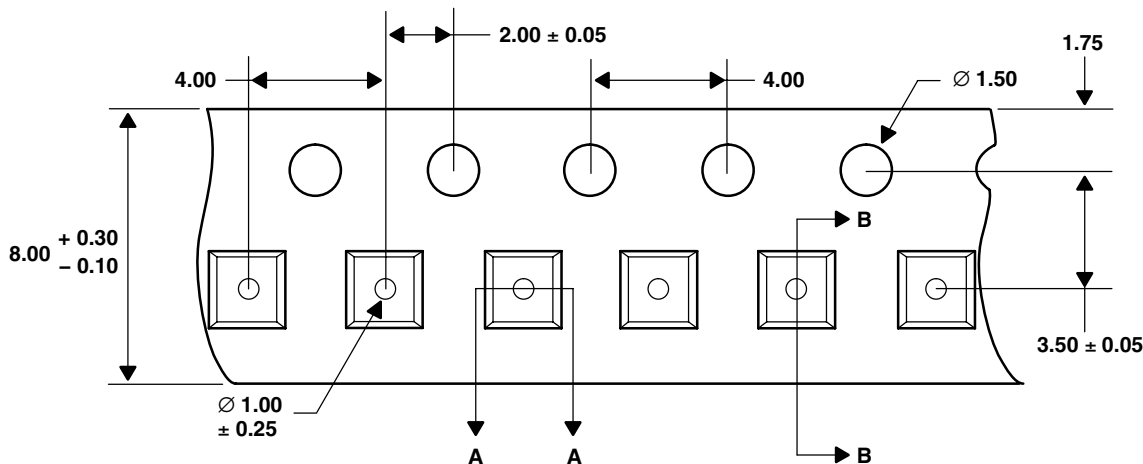 2.00 ± 0.05
1.75
4.00
4.00
∅ 1.50
B
8.00 + 0.30
– 0.10
3.50 ± 0.05
∅ 1.00
± 0.25
A
A
B